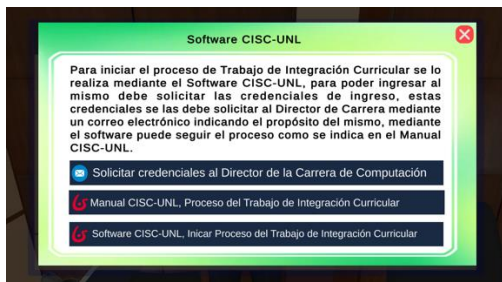 Software CISC-UNL
Para iniciar el proceso de Trabajo de Integración Curricular se lo
realiza mediante el Software CISC-UNL, para poder ingresar al
mismo debe solicitar las credenciales de ingreso, estas
credenciales se las debe solicitar al Director de Carrera mediante
un correo electrónico indicando el propósito del mismo, mediante
el software puede seguir el proceso como se indica en el Manual
CISC-UNL.
Solicitar credenciales al Director de la Carrera de Computación
Manual CISC-UNL, Proceso del Trabajo de Integración Curricular
Software CISC-UNL, Inicar Proceso del Trabajo de Integración Curricular